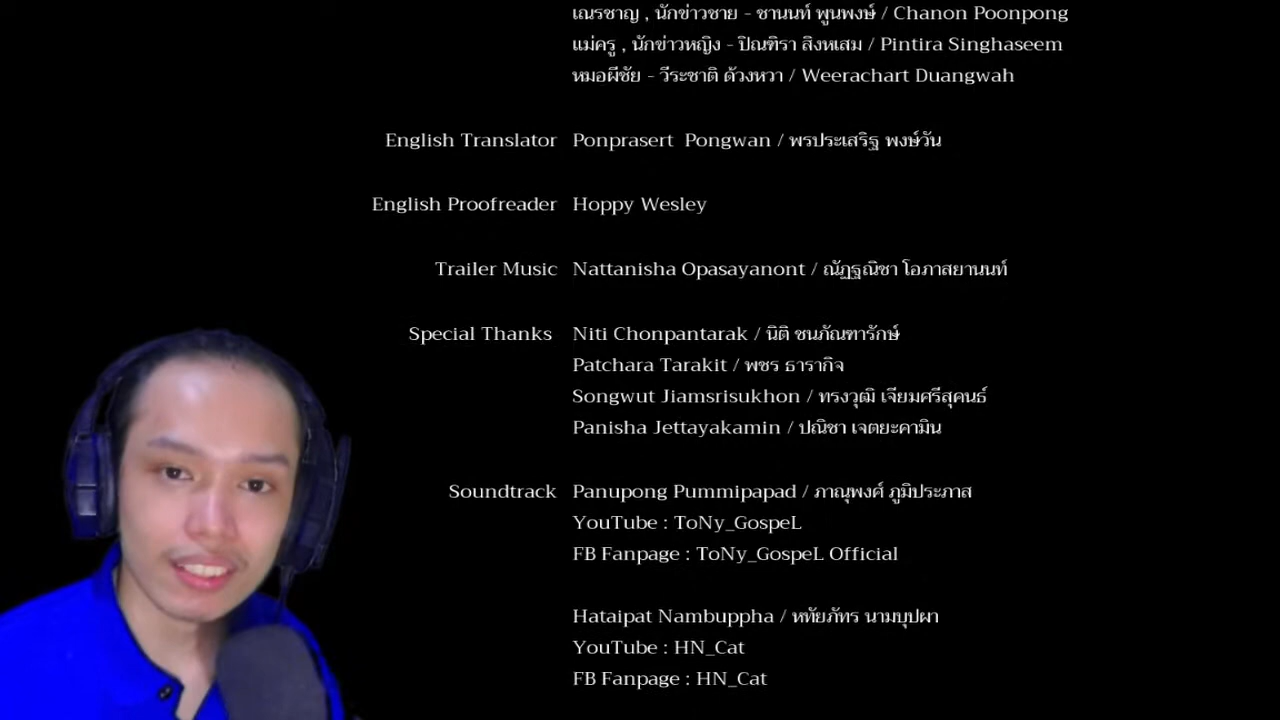 เณรชาญ , นักข่าวชาย - ชานนท์ พูนพงษ์ / Chanon Poonpong
แม่ครู , นักข่าวหญิง - ปิณฑิรา สิงหเสม / Pintira Singhaseem
หมอผีชัย - วีระชาติ ด้วงหวา / Weerachart Duangwah
English Translator Ponprasert Pongwan / พรประเสริฐ พงษ์วัน
English Proofreader Hoppy Wesley
Trailer Music Nattanisha Opasayanont / ณัฏฐณิชา โอภาสยานนท์
Special Thanks Niti Chonpantarak / นิติ ชนภัณฑารักษ์
Patchara Tarakit / พชร ธารากิจ
Songwut Jiamsrisukhon / ทรงวุฒิ เจียมศรีสุคนธ์
Panisha Jettayakamin / ปณิชา เจตยะคามิน
Soundtrack Panupong Pummipapad / ภาณุพงศ์ ภูมิประภาส
YouTube : ToNy_GospeL
FB Fanpage : ToNy_GospeL Official
Hataipat Nambuppha / หทัยภัทร นามบุปผา
YouTube : HN_Cat
FB Fanpage : HN_Cat